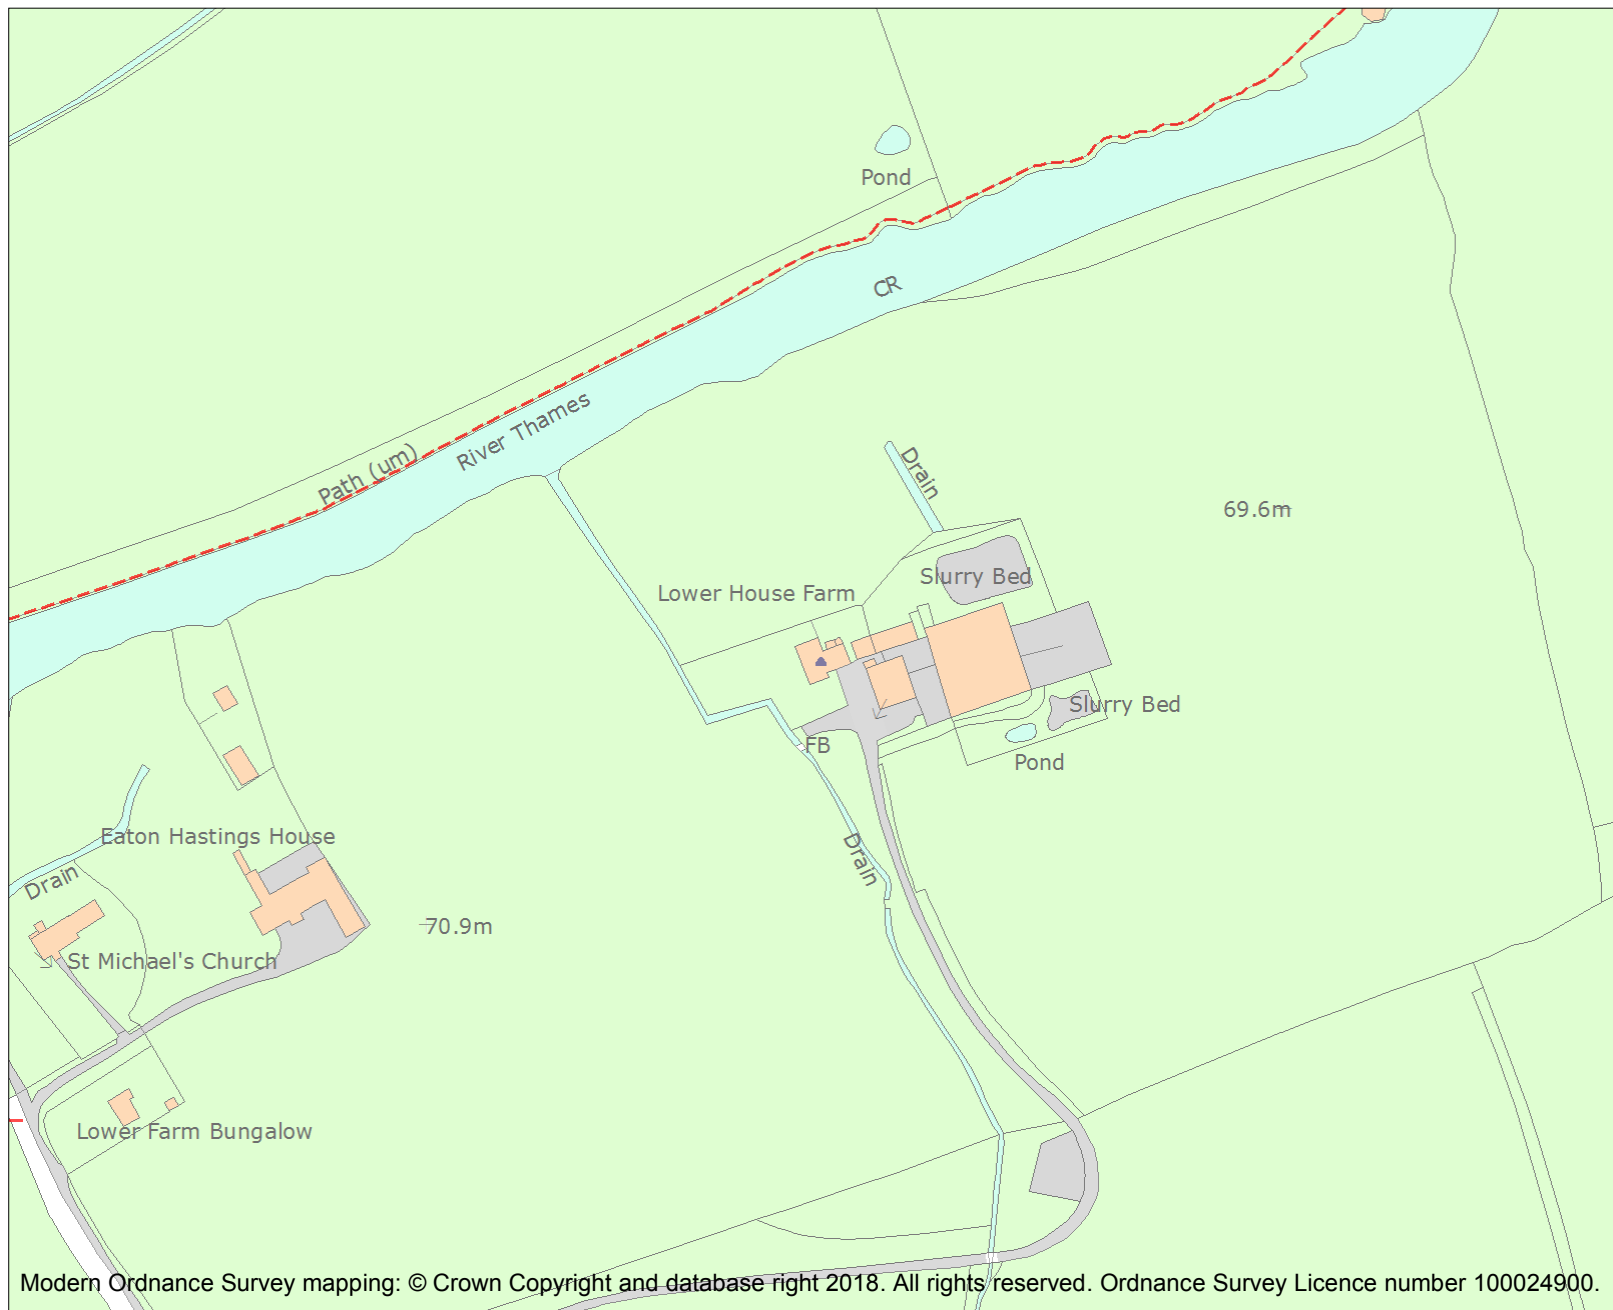 Pond
CR
River Thames
Path (um)
Drain
69.6m
Slurry Bed
Lower House Farm
Slurry Bed
FB
Pond
Eaton Hastings House
Drain
Drain
70.9m
St Michael's Church
Lower Farm Bungalow
Modern Ordnance Survey mapping: © Crown Copyright and database right 2018. All rights reserved. Ordnance Survey Licence number 100024900.